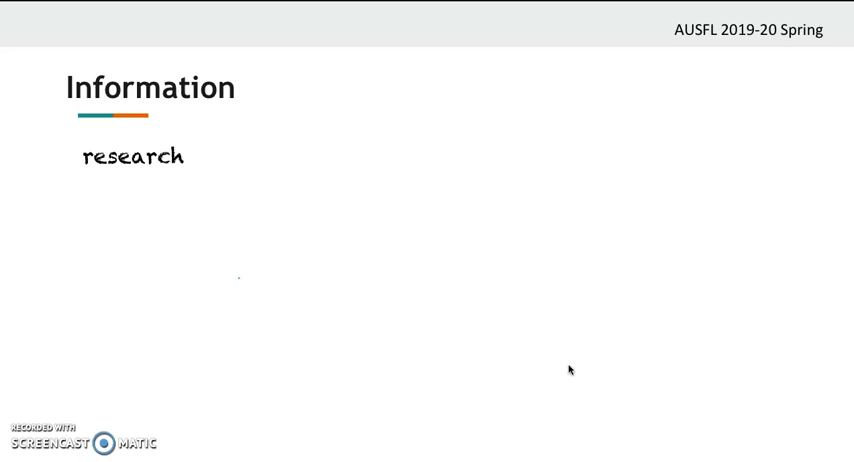 AUSFL 2019-20 Spring
Information
research
RECORDED WITH
SCREENCAST MATIC